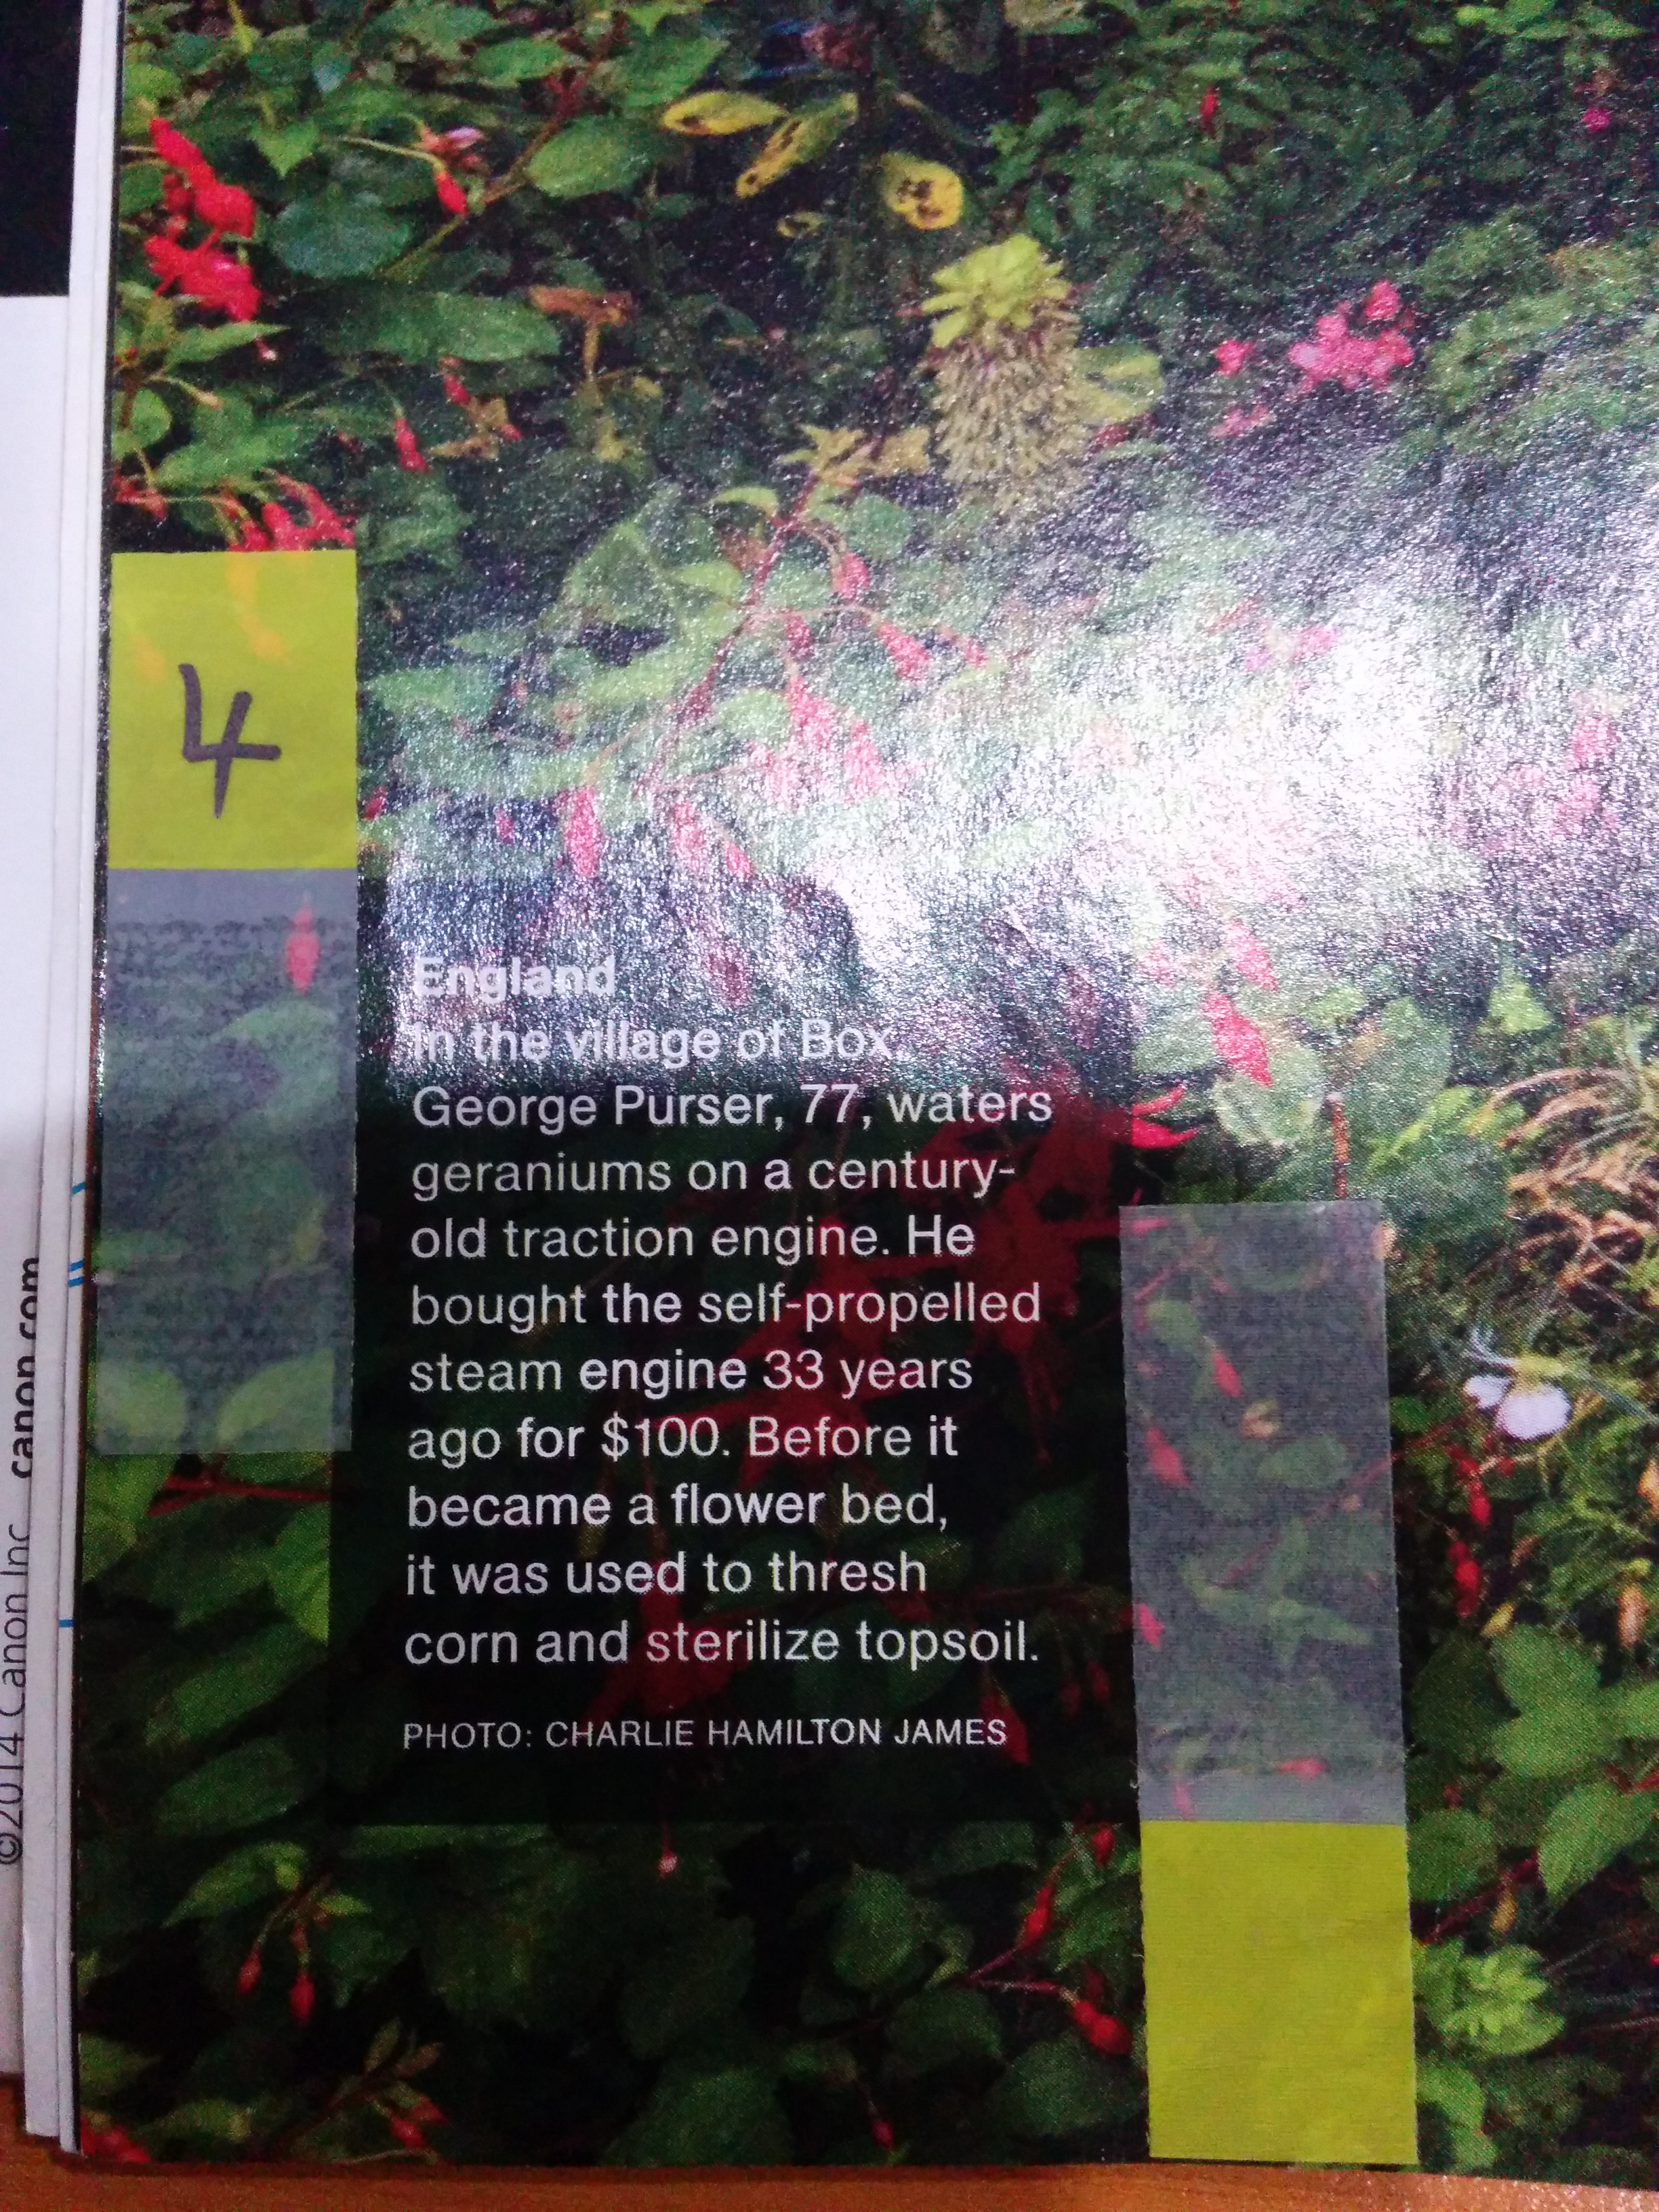 4
England
In the village of Box,
George Purser, 77, waters
geraniums on a century-
old traction engine. He
bought the self-propelled
steam engine 33 years
ago for $100. Before it
became a flower bed,
it was used to thresh
corn and sterilize topsoil.
PHOTO: CHARLIE HAMILTON JAMES
©2014 Canon Inc. canon.com